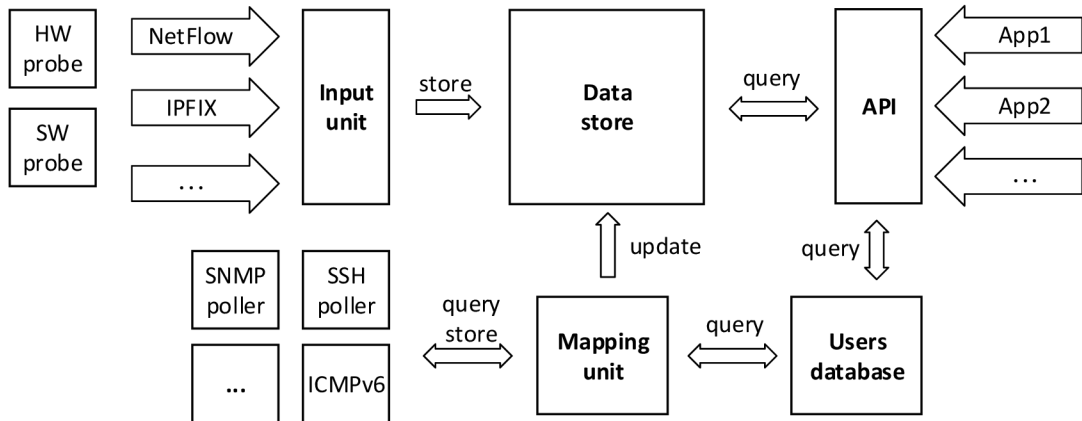 HW
probe
NetFlow
Input
unit
store
Data
store
query
API
App1
SW
probe
IPFIX
App2
...
...
SNMP
poller
SSH
poller
update
query
query
store
Mapping
unit
query
Users
database
...
ICMPv6